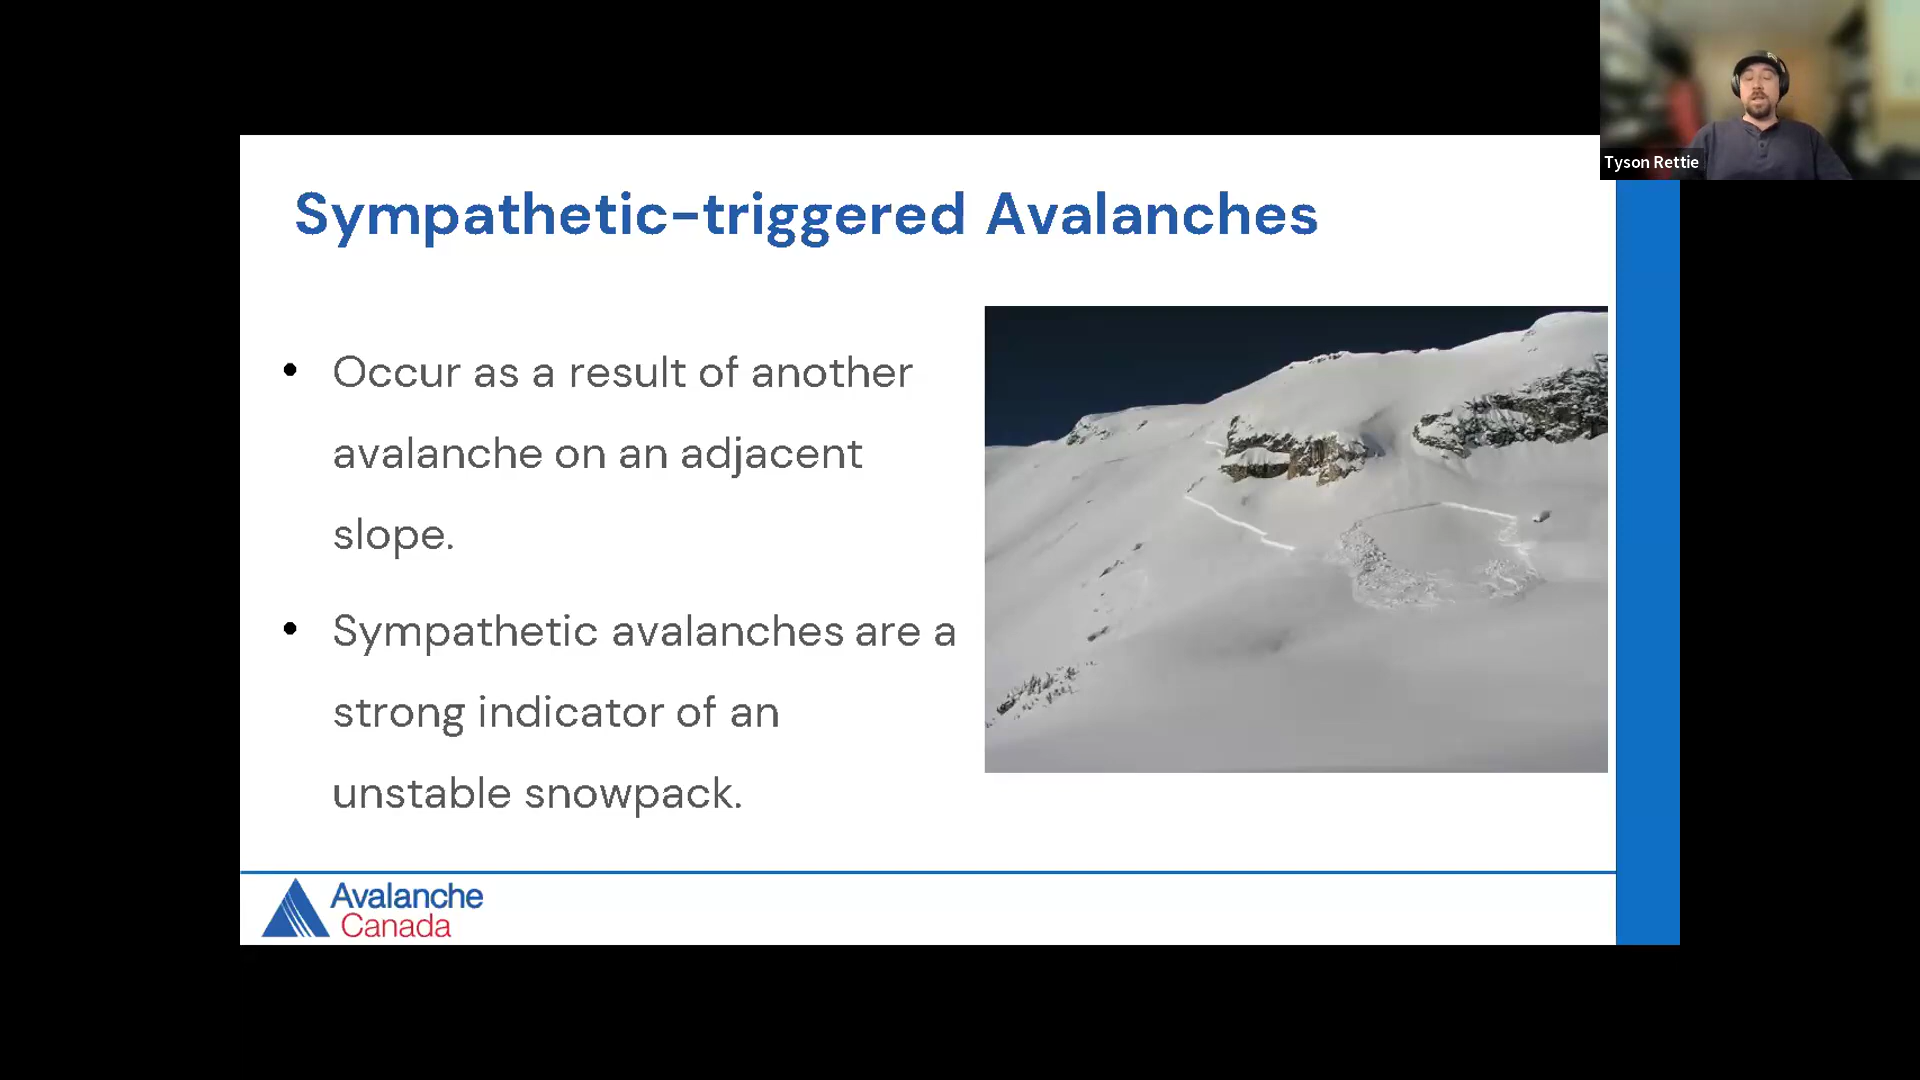 Tyson Rettie
Sympathetic-triggered Avalanches
• Occur as a result of another
avalanche on an adjacent
slope.
• Sympathetic avalanches are a
strong indicator of an
unstable snowpack.
Avalanche
Canada